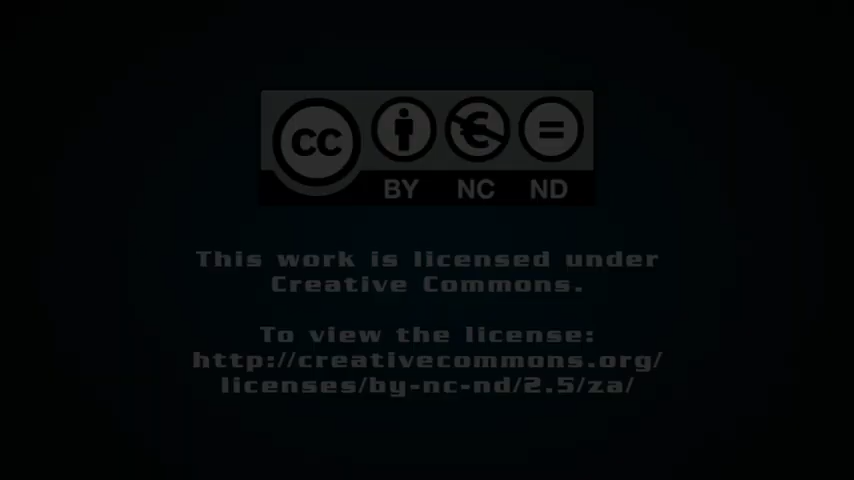 cc
BY NC ND
This work is licensed under
Creative Commons.
To view the license:
http://creativecommons.org/
licenses/by-nc-nd/2.5/za/